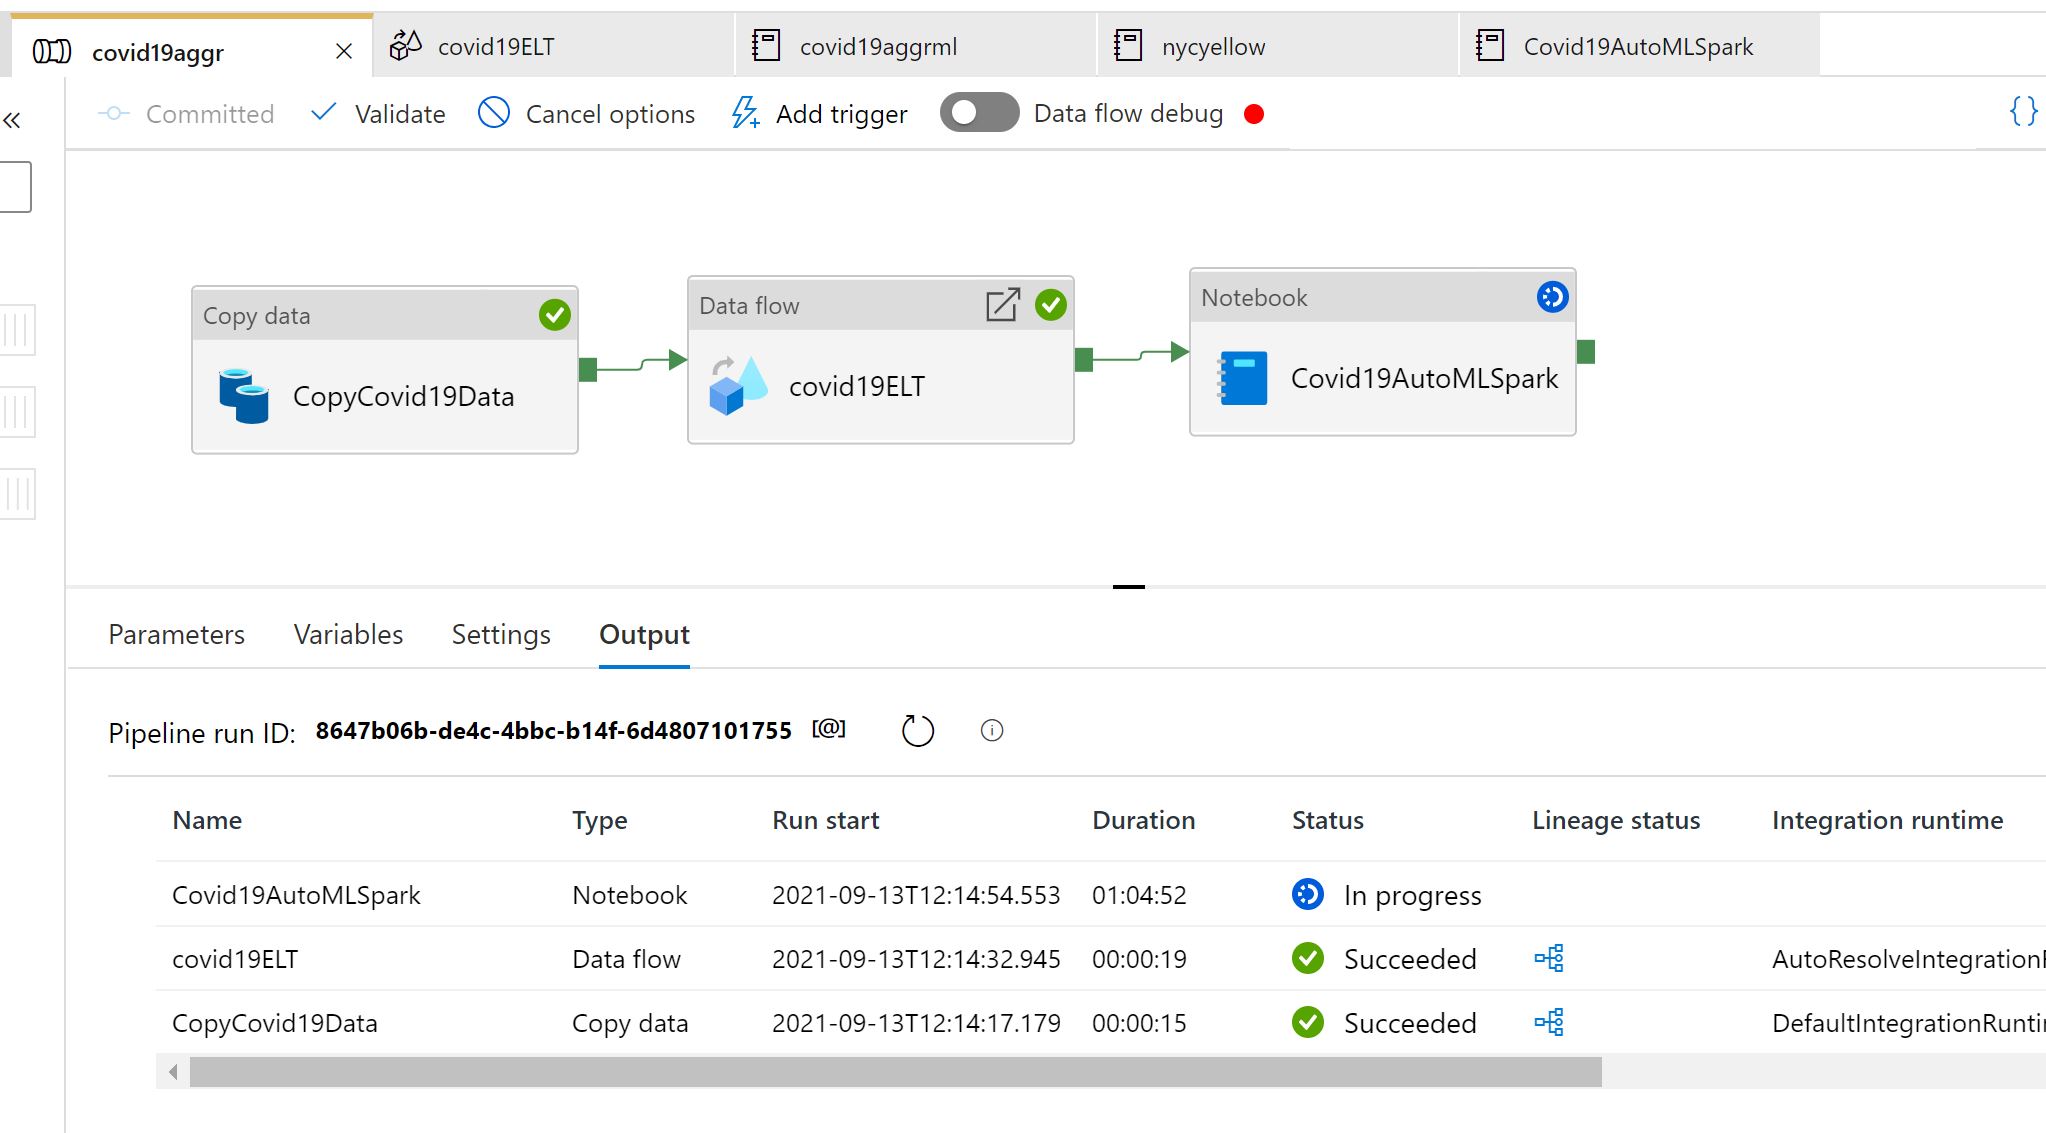 covid19aggr covid19ELT covid19aggrml nycyellow Covid19AutoMLSpark
Committed Validate Cancel options Add trigger Data flow debug {}
Copy data
CopyCovid19Data
Data flow
covid19ELT
Notebook
Covid19AutoMLSpark
Parameters Variables Settings Output
Pipeline run ID: 8647b06b-de4c-4bbc-b14f-6d4807101755 [@]
Name Type Run start Duration Status Lineage status Integration runtime
Covid19AutoMLSpark Notebook 2021-09-13T12:14:54.553 01:04:52 In progress
covid19ELT Data flow 2021-09-13T12:14:32.945 00:00:19 Succeeded AutoResolveIntegration
CopyCovid19Data Copy data 2021-09-13T12:14:17.179 00:00:15 Succeeded DefaultIntegrationRunti